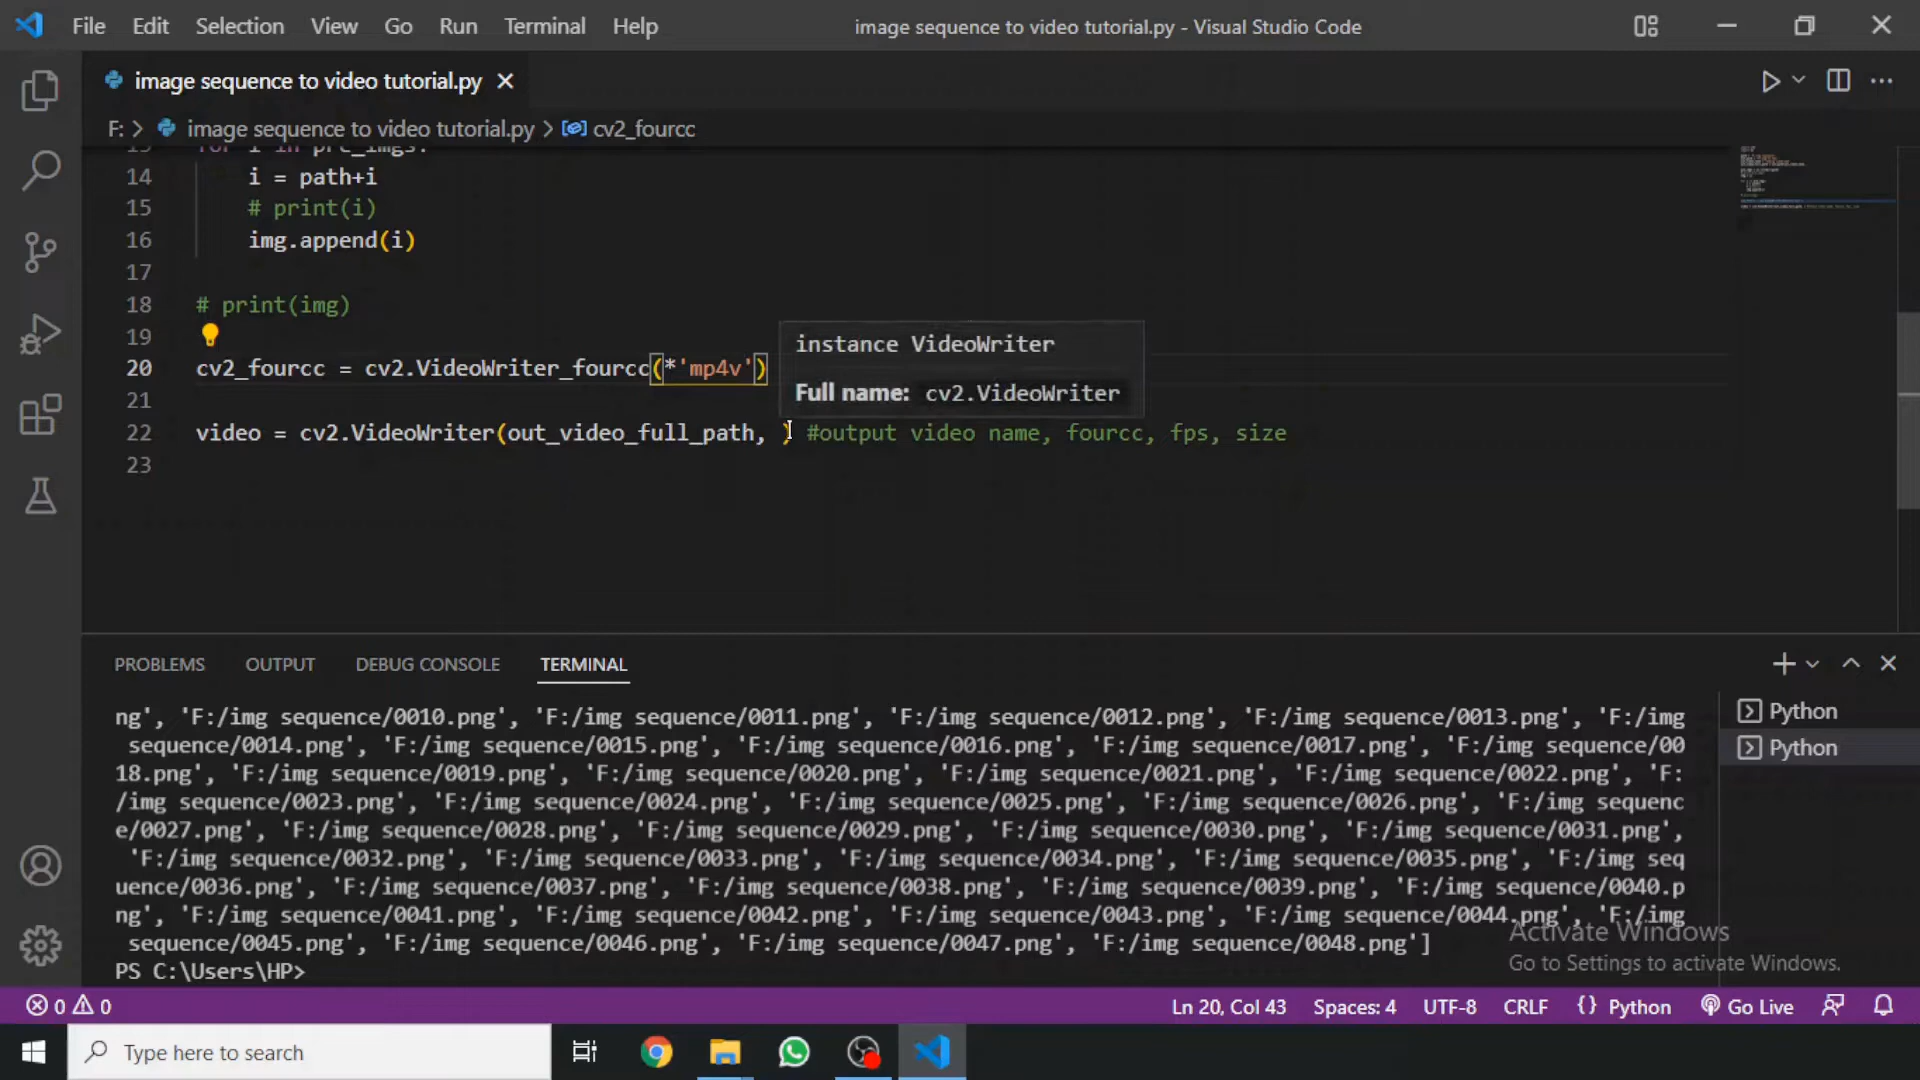 File Edit Selection View Go Run Terminal Help
image sequence to video tutorial.py - Visual Studio Code
image sequence to video tutorial.py
F: > image sequence to video tutorial.py > cv2_fourcc
13 for i in prc_imgs:
14 i = path+i
15 # print(i)
16 img.append(i)
17
18 # print(img)
19
instance VideoWriter
Full name: cv2.VideoWriter
20 cv2_fourcc = cv2.VideoWriter_fourcc(*'mp4v')
21
22 video = cv2.VideoWriter(out_video_full_path, ) #output video name, fourcc, fps, size
23
PROBLEMS OUTPUT DEBUG CONSOLE TERMINAL
ng', 'F:/img sequence/0010.png', 'F:/img sequence/0011.png', 'F:/img sequence/0012.png', 'F:/img sequence/0013.png', 'F:/img
sequence/0014.png', 'F:/img sequence/0015.png', 'F:/img sequence/0016.png', 'F:/img sequence/0017.png', 'F:/img sequence/00
18.png', 'F:/img sequence/0019.png', 'F:/img sequence/0020.png', 'F:/img sequence/0021.png', 'F:/img sequence/0022.png', 'F:
/img sequence/0023.png', 'F:/img sequence/0024.png', 'F:/img sequence/0025.png', 'F:/img sequence/0026.png', 'F:/img sequenc
e/0027.png', 'F:/img sequence/0028.png', 'F:/img sequence/0029.png', 'F:/img sequence/0030.png', 'F:/img sequence/0031.png',
'F:/img sequence/0032.png', 'F:/img sequence/0033.png', 'F:/img sequence/0034.png', 'F:/img sequence/0035.png', 'F:/img seq
uence/0036.png', 'F:/img sequence/0037.png', 'F:/img sequence/0038.png', 'F:/img sequence/0039.png', 'F:/img sequence/0040.p
ng', 'F:/img sequence/0041.png', 'F:/img sequence/0042.png', 'F:/img sequence/0043.png', 'F:/img sequence/0044.png', 'F:/img
sequence/0045.png', 'F:/img sequence/0046.png', 'F:/img sequence/0047.png', 'F:/img sequence/0048.png']
PS C:\Users\HP>
Python
Python
Activate Windows
Go to Settings to activate Windows.
0 0
Ln 20, Col 43 Spaces: 4 UTF-8 CRLF {} Python Go Live
Type here to search